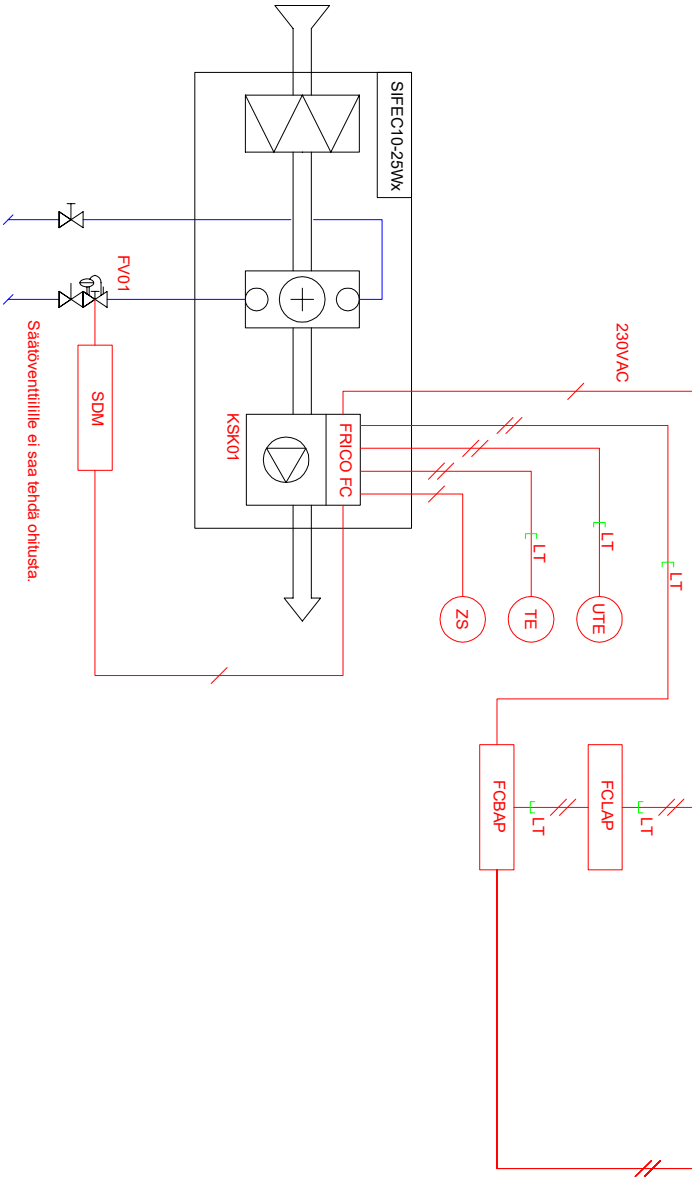 230VAC
SIFEC10-25Wx
FRICO FC
KSK01
FV01
SDM
Säätöventtiilille ei saa tehdä ohitusta.
LT
LT
LT
UTE
TE
ZS
FCLAP
LT
FCBAP
LT